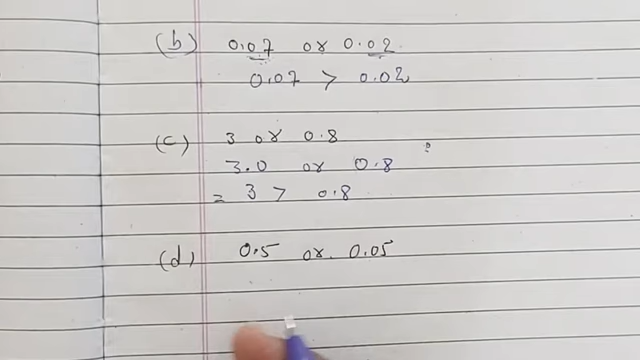 (b) 0.07 or 0.02
0.07 > 0.02
(c) 3 or 0.8
3.0 or 0.8
= 3 > 0.8
(d) 0.5 or. 0.05